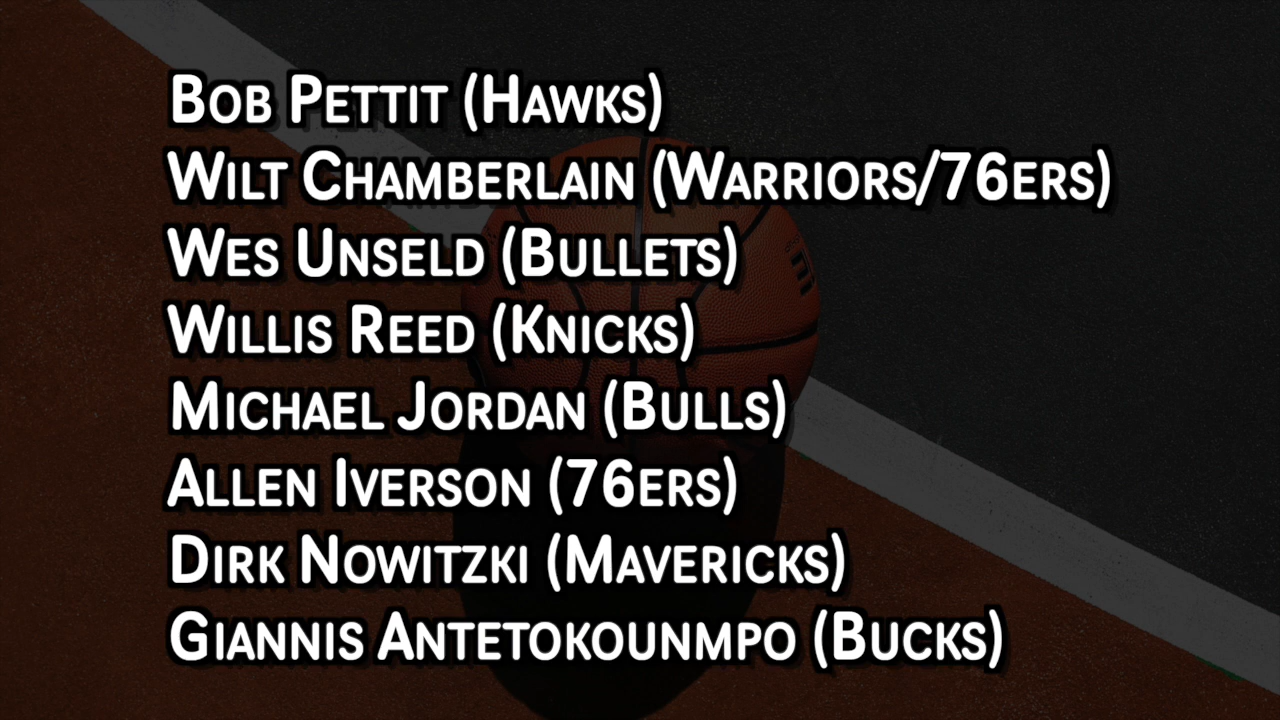 Bob Pettit (Hawks)
Wilt Chamberlain (Warriors/76ers)
Wes Unseld (Bullets)
Willis Reed (Knicks)
Michael Jordan (Bulls)
Allen Iverson (76ers)
Dirk Nowitzki (Mavericks)
Giannis Antetokounmpo (Bucks)